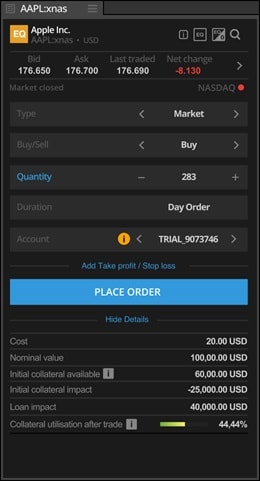 AAPL:xnas
EQ Apple Inc.
AAPL:xnas • USD
Bid Ask Last traded Net change
176.650 176.700 176.690 -8.130
Market closed NASDAQ
Type Market
Buy/Sell Buy
Quantity 283
Duration Day Order
Account TRIAL_9073746
Add Take profit / Stop loss
PLACE ORDER
Hide Details
Cost 20.00 USD
Nominal value 100,00.00 USD
Initial collateral available 60,00.00 USD
Initial collateral impact -25,000.00 USD
Loan impact 40,000.00 USD
Collateral utilisation after trade 44,44%